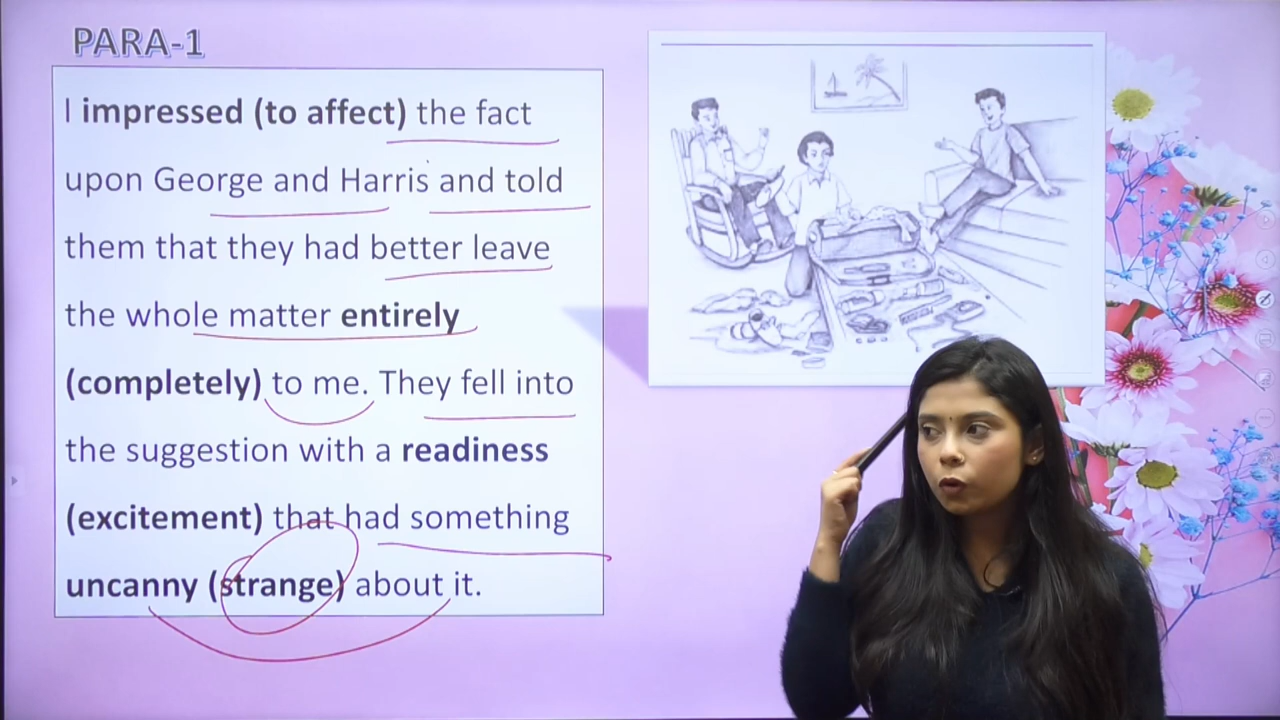 PARA-1
I impressed (to affect) the fact
upon George and Harris and told
them that they had better leave
the whole matter entirely
(completely) to me. They fell into
the suggestion with a readiness
(excitement) that had something
uncanny (strange) about it.